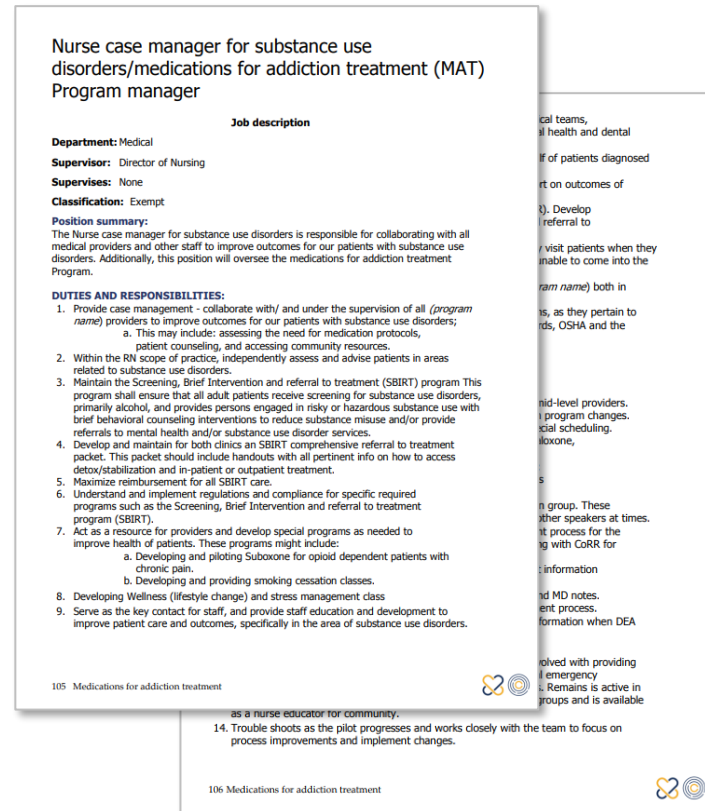 Nurse case manager for substance use
disorders/medications for addiction treatment (MAT)
Program manager
Job description
Department: Medical
Supervisor: Director of Nursing
Supervises: None
Classification: Exempt
Position summary:
The Nurse case manager for substance use disorders is responsible for collaborating with all
medical providers and other staff to improve outcomes for our patients with substance use
disorders. Additionally, this position will oversee the medications for addiction treatment
Program.
DUTIES AND RESPONSIBILITIES:
1. Provide case management - collaborate with/ and under the supervision of all (program
name) providers to improve outcomes for our patients with substance use disorders;
a. This may include: assessing the need for medication protocols,
patient counseling, and accessing community resources.
2. Within the RN scope of practice, independently assess and advise patients in areas
related to substance use disorders.
3. Maintain the Screening, Brief Intervention and referral to treatment (SBIRT) program This
program shall ensure that all adult patients receive screening for substance use disorders,
primarily alcohol, and provides persons engaged in risky or hazardous substance use with
brief behavioral counseling interventions to reduce substance misuse and/or provide
referrals to mental health and/or substance use disorder services.
4. Develop and maintain for both clinics an SBIRT comprehensive referral to treatment
packet. This packet should include handouts with all pertinent info on how to access
detox/stabilization and in-patient or outpatient treatment.
5. Maximize reimbursement for all SBIRT care.
6. Understand and implement regulations and compliance for specific required
programs such as the Screening, Brief Intervention and referral to treatment
program (SBIRT).
7. Act as a resource for providers and develop special programs as needed to
improve health of patients. These programs might include:
a. Developing and piloting Suboxone for opioid dependent patients with
chronic pain.
b. Developing and providing smoking cessation classes.
8. Developing Wellness (lifestyle change) and stress management class
9. Serve as the key contact for staff, and provide staff education and development to
improve patient care and outcomes, specifically in the area of substance use disorders.
105 Medications for addiction treatment
cal teams,
al health and dental
lf of patients diagnosed
rt on outcomes of
R). Develop
referral to
visit patients when they
unable to come into the
ram name) both in
ns, as they pertain to
rds, OSHA and the
mid-level providers.
program changes.
ecial scheduling.
loxone,
s
n group. These
other speakers at times.
nt process for the
ng with CoRR for
information
nd MD notes.
ent process.
formation when DEA
volved with providing
emergency
s. Remains is active in
groups and is available
as a nurse educator for community.
14. Trouble shoots as the pilot progresses and works closely with the team to focus on
process improvements and implement changes.
106 Medications for addiction treatment